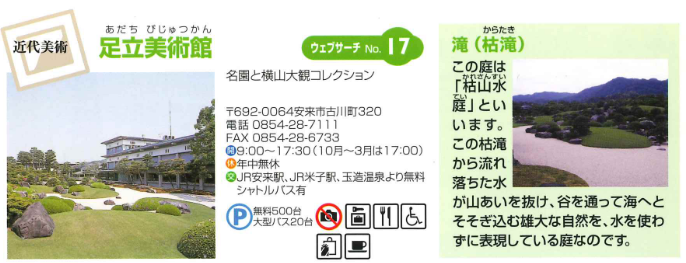 近代美術
あだち びじゅつかん
足立美術館
ウェブサーチ No. 17
名園と横山大観コレクション
〒692-0064安来市古川町320
電話 0854-28-7111
FAX 0854-28-6733
開9:00〜17:30(10月〜3月は17:00)
休年中無休
交JR安来駅、JR米子駅、玉造温泉より無料
シャトルバス有
P 無料500台
大型バス20台
からたき
滝(枯滝)
この庭は
かれさんすい
「枯山水
てい
庭」とい
います。
この枯滝
から流れ
落ちた水
が山あいを抜け、谷を通って海へと
そそぎ込む雄大な自然を、水を使わ
ずに表現している庭なのです。